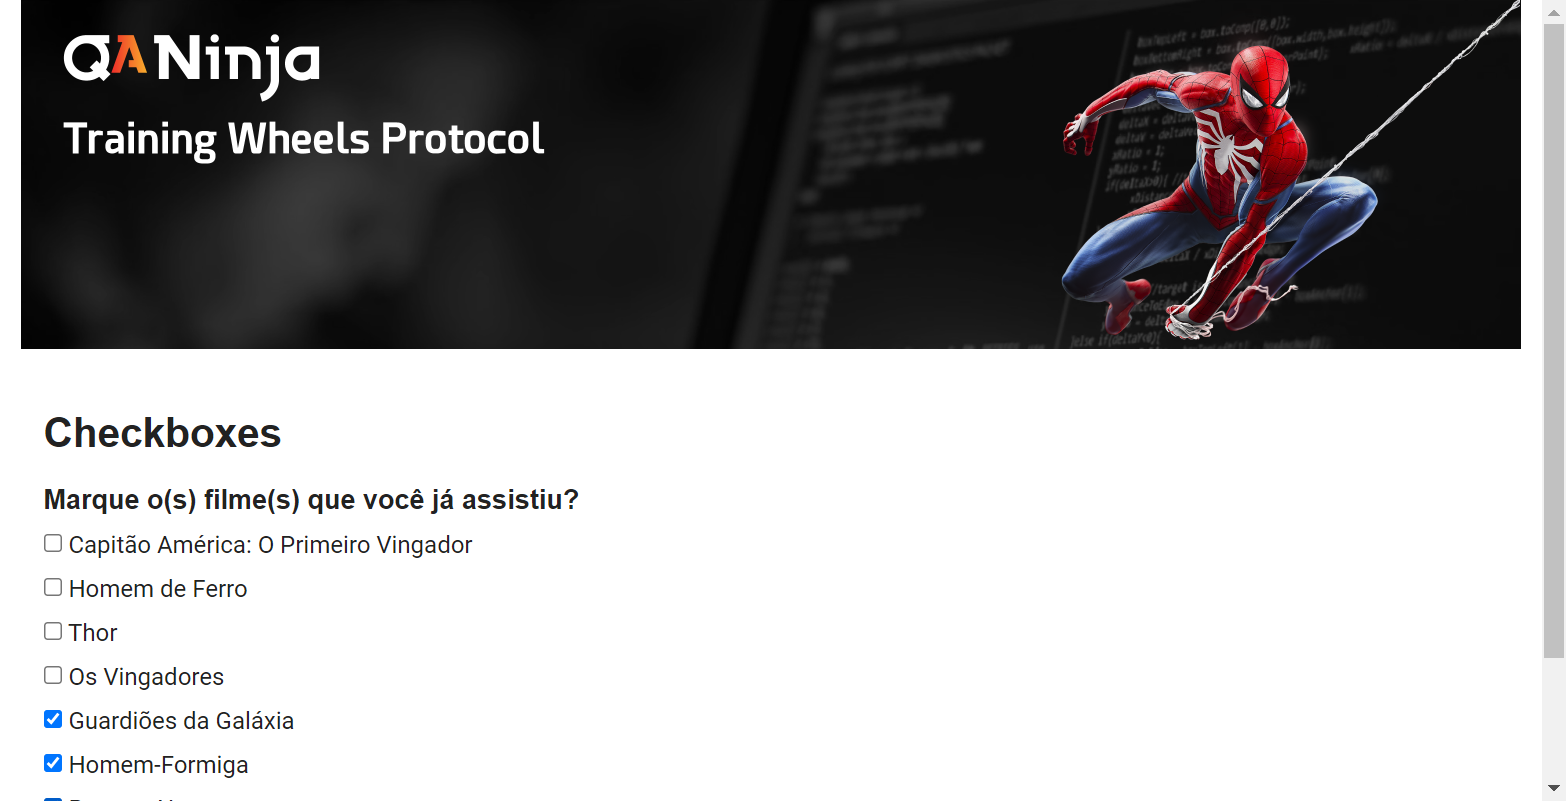 QANinja
Training Wheels Protocol
Checkboxes
Marque o(s) filme(s) que você já assistiu?
Capitão América: O Primeiro Vingador
Homem de Ferro
Thor
Os Vingadores
Guardiões da Galáxia
Homem-Formiga